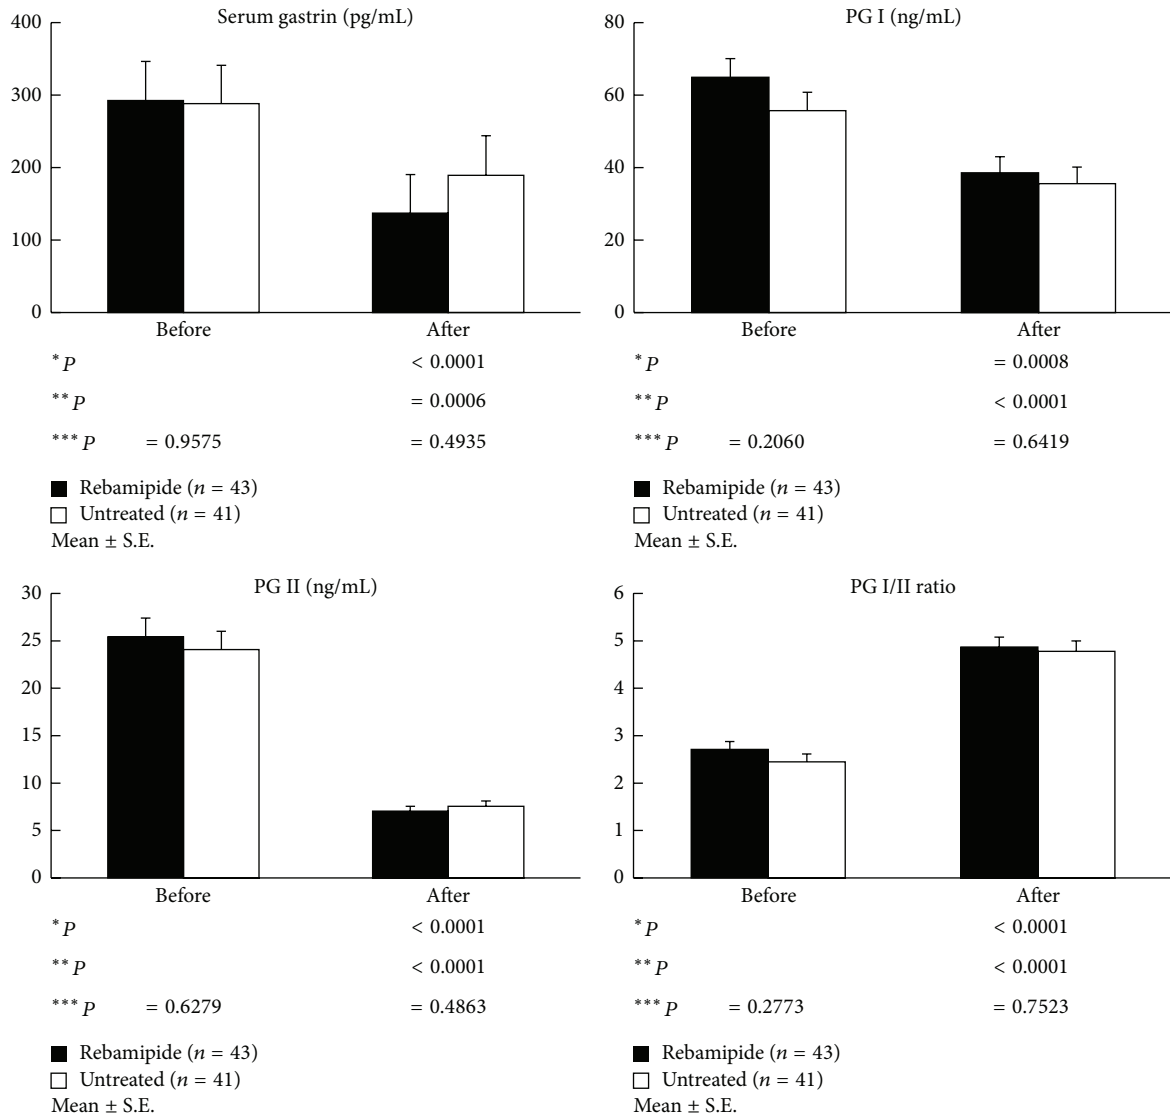 Serum gastrin (pg/mL)
400
300
200
100
0
Before After
*P < 0.0001
**P = 0.0006
***P = 0.9575 = 0.4935
■ Rebamipide (n = 43)
□ Untreated (n = 41)
Mean ± S.E.
PG I (ng/mL)
80
60
40
20
0
Before After
*P = 0.0008
**P < 0.0001
***P = 0.2060 = 0.6419
■ Rebamipide (n = 43)
□ Untreated (n = 41)
Mean ± S.E.
PG II (ng/mL)
30
25
20
15
10
5
0
Before After
*P < 0.0001
**P < 0.0001
***P = 0.6279 = 0.4863
■ Rebamipide (n = 43)
□ Untreated (n = 41)
Mean ± S.E.
PG I/II ratio
6
5
4
3
2
1
0
Before After
*P < 0.0001
**P < 0.0001
***P = 0.2773 = 0.7523
■ Rebamipide (n = 43)
□ Untreated (n = 41)
Mean ± S.E.